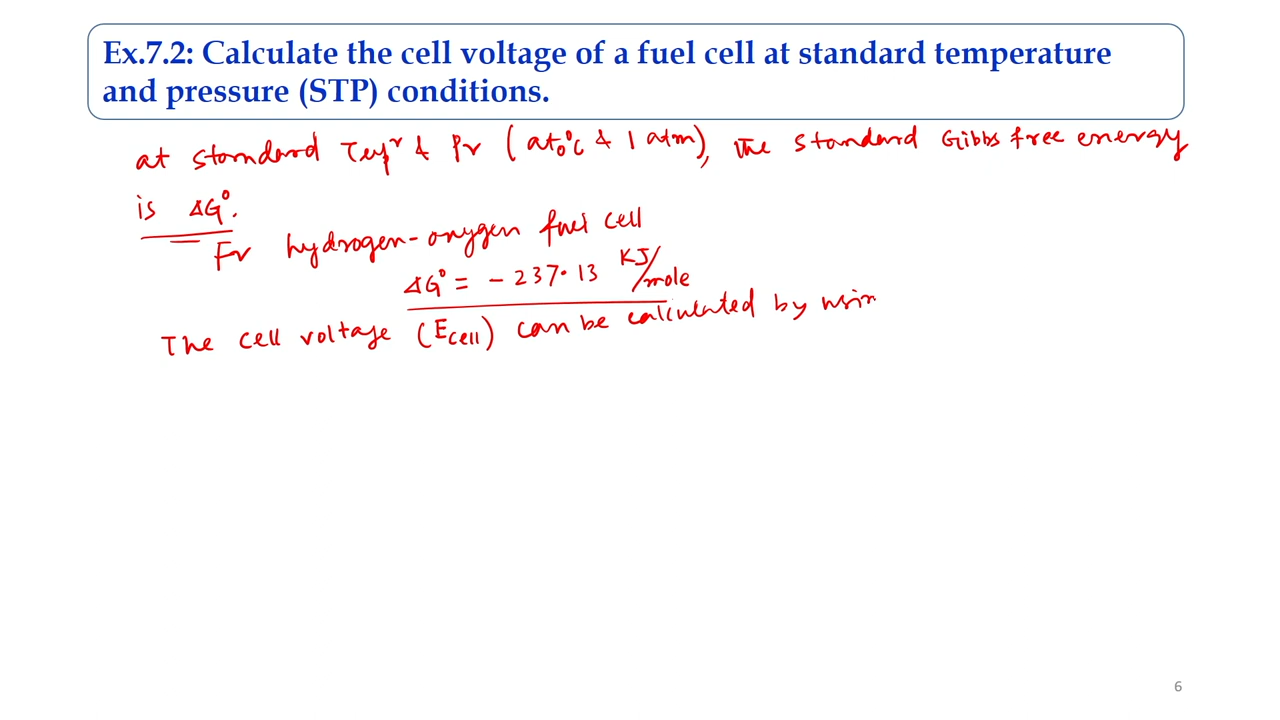 Ex.7.2: Calculate the cell voltage of a fuel cell at standard temperature
and pressure (STP) conditions.
at standard Tepʳ & Pr (at 0°C & 1 atm), the standard Gibbs free energy
is ΔG°.
For hydrogen-oxygen fuel cell
ΔG° = - 237.13 KJ/mole
The cell voltage (Ecell) can be calculated by usin
6